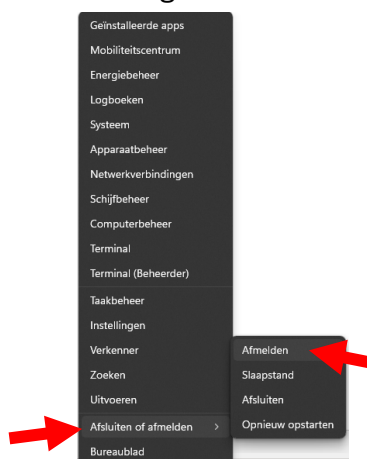 Geïnstalleerde apps
Mobiliteitscentrum
Energiebeheer
Logboeken
Systeem
Apparaatbeheer
Netwerkverbindingen
Schijfbeheer
Computerbeheer
Terminal
Terminal (Beheerder)
Taakbeheer
Instellingen
Verkenner
Zoeken
Uitvoeren
Afsluiten of afmelden >
Bureaublad
Afmelden
Slaapstand
Afsluiten
Opnieuw opstarten